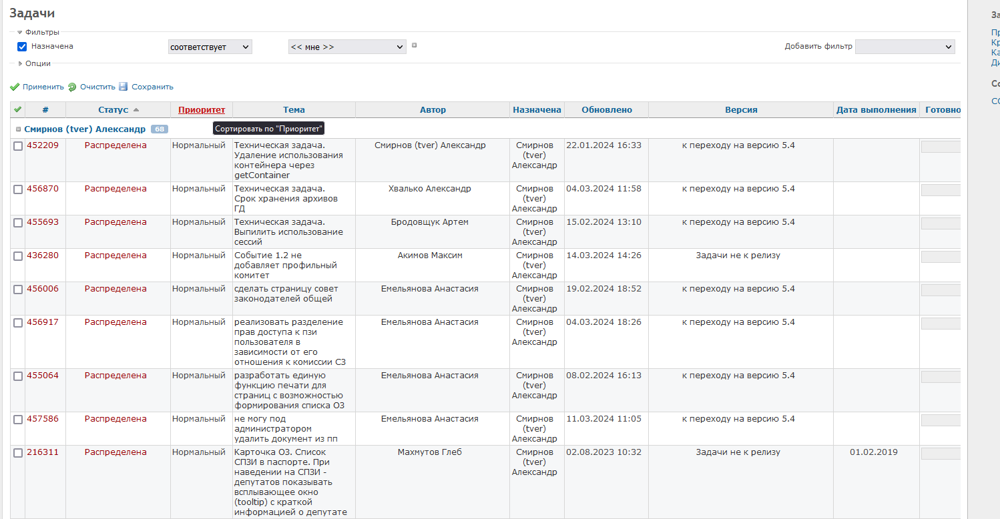 Задачи
Фильтры
Назначена соответствует << мне >> Добавить фильтр
Опции
Применить Очистить Сохранить
# Статус Приоритет Тема Автор Назначена Обновлено Версия Дата выполнения Готовно
Смирнов (tver) Александр 68
Сортировать по "Приоритет"
452209 Распределена Нормальный Техническая задача. Смирнов (tver) Александр Смирнов 22.01.2024 16:33 к переходу на версию 5.4
Удаление использования (tver)
контейнера через Александр
getContainer
456870 Распределена Нормальный Техническая задача. Хвалько Александр Смирнов 04.03.2024 11:58 к переходу на версию 5.4
Срок хранения архивов (tver)
ГД Александр
455693 Распределена Нормальный Техническая задача. Бродовщук Артем Смирнов 15.02.2024 13:10 к переходу на версию 5.4
Выпилить использование (tver)
сессий Александр
436280 Распределена Нормальный Событие 1.2 не Акимов Максим Смирнов 14.03.2024 14:26 Задачи не к релизу
добавляет профильный (tver)
комитет Александр
456006 Распределена Нормальный сделать страницу совет Емельянова Анастасия Смирнов 19.02.2024 18:52 к переходу на версию 5.4
законодателей общей (tver)
Александр
456917 Распределена Нормальный реализовать разделение Емельянова Анастасия Смирнов 04.03.2024 18:26 к переходу на версию 5.4
прав доступа к пзи (tver)
пользователя в Александр
зависимости от его
отношения к комиссии СЗ
455064 Распределена Нормальный разработать единую Емельянова Анастасия Смирнов 08.02.2024 16:13 к переходу на версию 5.4
функцию печати для (tver)
страниц с возможностью Александр
формирования списка ОЗ
457586 Распределена Нормальный не могу под Емельянова Анастасия Смирнов 11.03.2024 11:05 к переходу на версию 5.4
администратором (tver)
удалить документ из пп Александр
216311 Распределена Нормальный Карточка ОЗ. Список Махмутов Глеб Смирнов 02.08.2023 10:32 Задачи не к релизу 01.02.2019
СПЗИ в паспорте. При (tver)
наведении на СПЗИ - Александр
депутатов показывать
всплывающее окно
(tooltip) с краткой
информацией о депутате
За
Пр
Кр
Ка
Ди